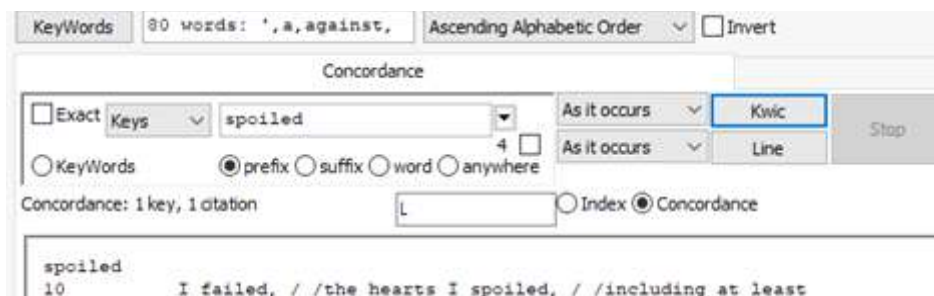 KeyWords 80 words: ',a,against, Ascending Alphabetic Order Invert
Concordance
Exact Keys spoiled As it occurs Kwic Stop
4 As it occurs Line
KeyWords prefix suffix word anywhere
Concordance: 1 key, 1 citation L Index Concordance
spoiled
10 I failed, / /the hearts I spoiled, / /including at least